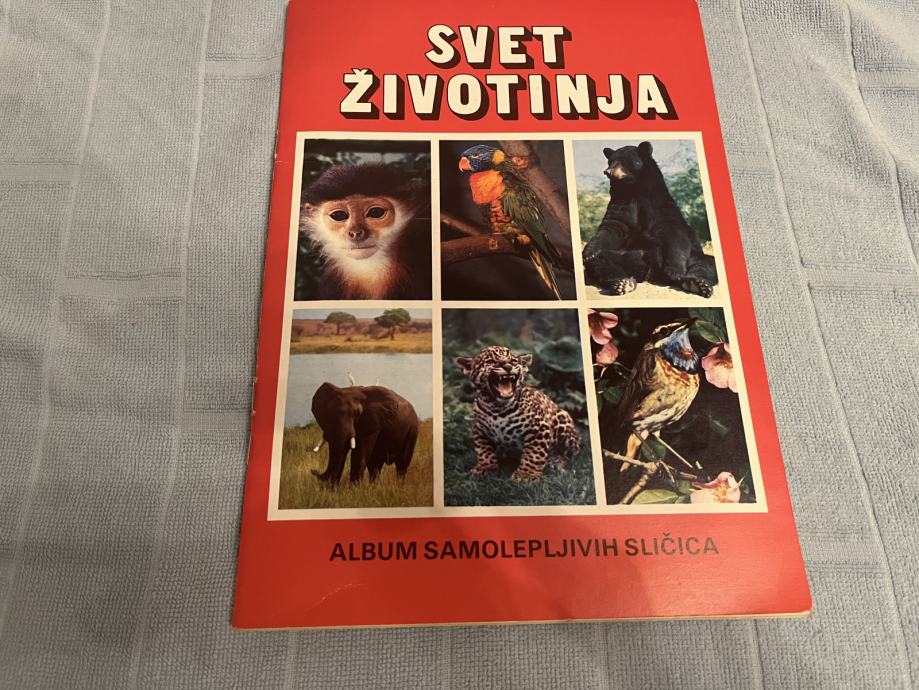 SVET
ŽIVOTINJA
ALBUM SAMOLEPLJIVIH SLIČICA